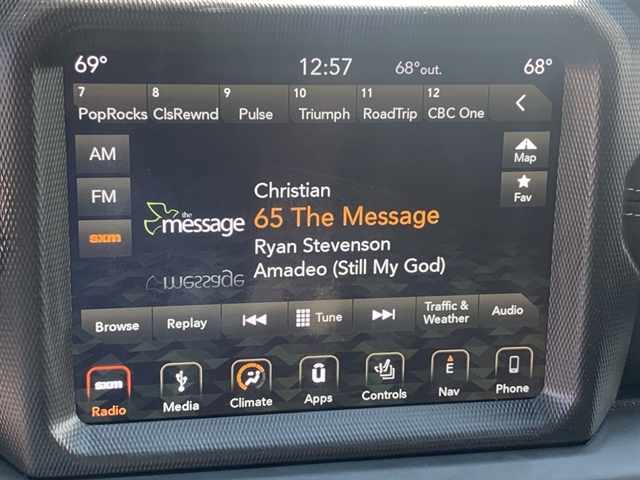 69° 12:57 68°out. 68°
7 8 9 10 11 12
PopRocks ClsRewnd Pulse Triumph RoadTrip CBC One
AM
Map
FM
Fav
sxm
the
message
Christian
65 The Message
Ryan Stevenson
Amadeo (Still My God)
message
Browse Replay Tune Traffic & Weather Audio
sxm E
Radio Media Climate Apps Controls Nav Phone